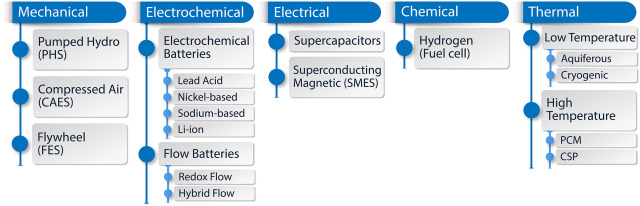 Mechanical
Pumped Hydro
(PHS)
Compressed Air
(CAES)
Flywheel
(FES)
Electrochemical
Electrochemical
Batteries
Lead Acid
Nickel-based
Sodium-based
Li-ion
Flow Batteries
Redox Flow
Hybrid Flow
Electrical
Supercapacitors
Superconducting
Magnetic (SMES)
Chemical
Hydrogen
(Fuel cell)
Thermal
Low Temperature
Aquiferous
Cryogenic
High
Temperature
PCM
CSP